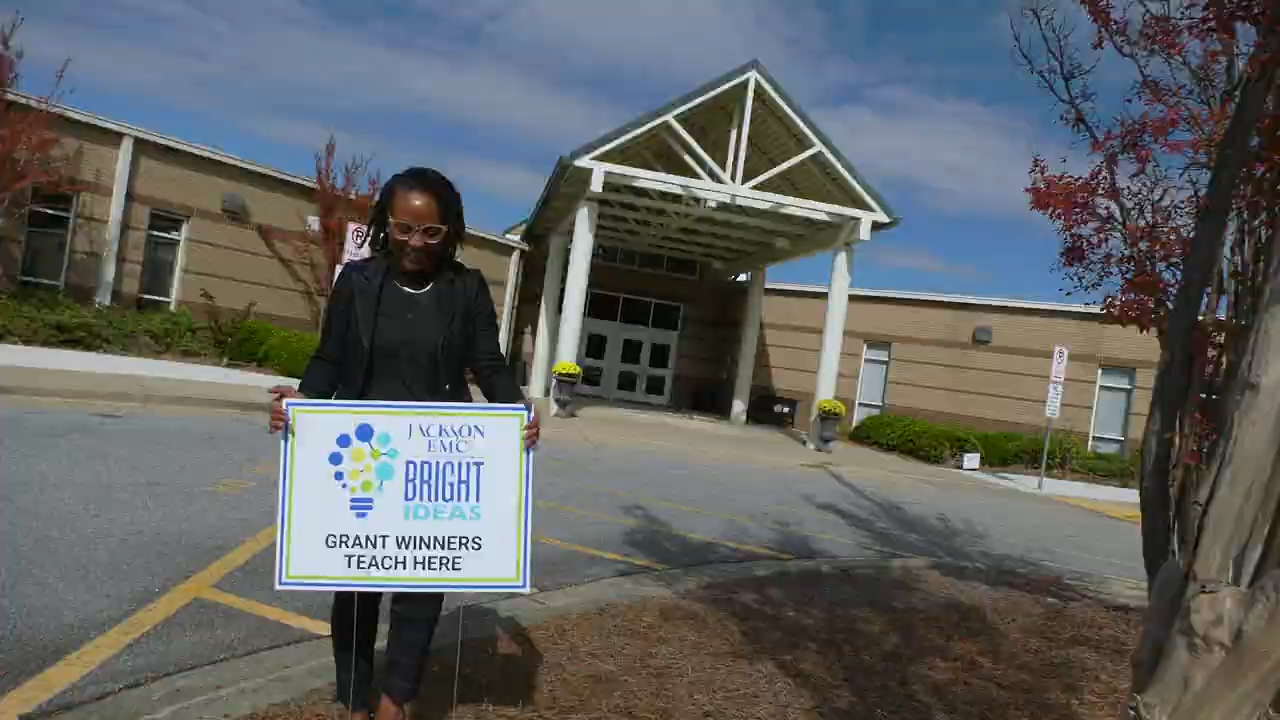 JACKSON
EMC
BRIGHT
IDEAS
GRANT WINNERS
TEACH HERE